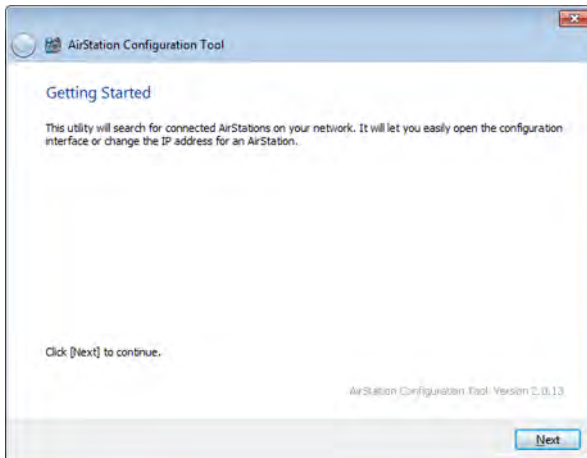 AirStation Configuration Tool
Getting Started
This utility will search for connected AirStations on your network. It will let you easily open the configuration
interface or change the IP address for an AirStation.
Click [Next] to continue.
AirStation Configuration Tool Version 2.0.13
Next